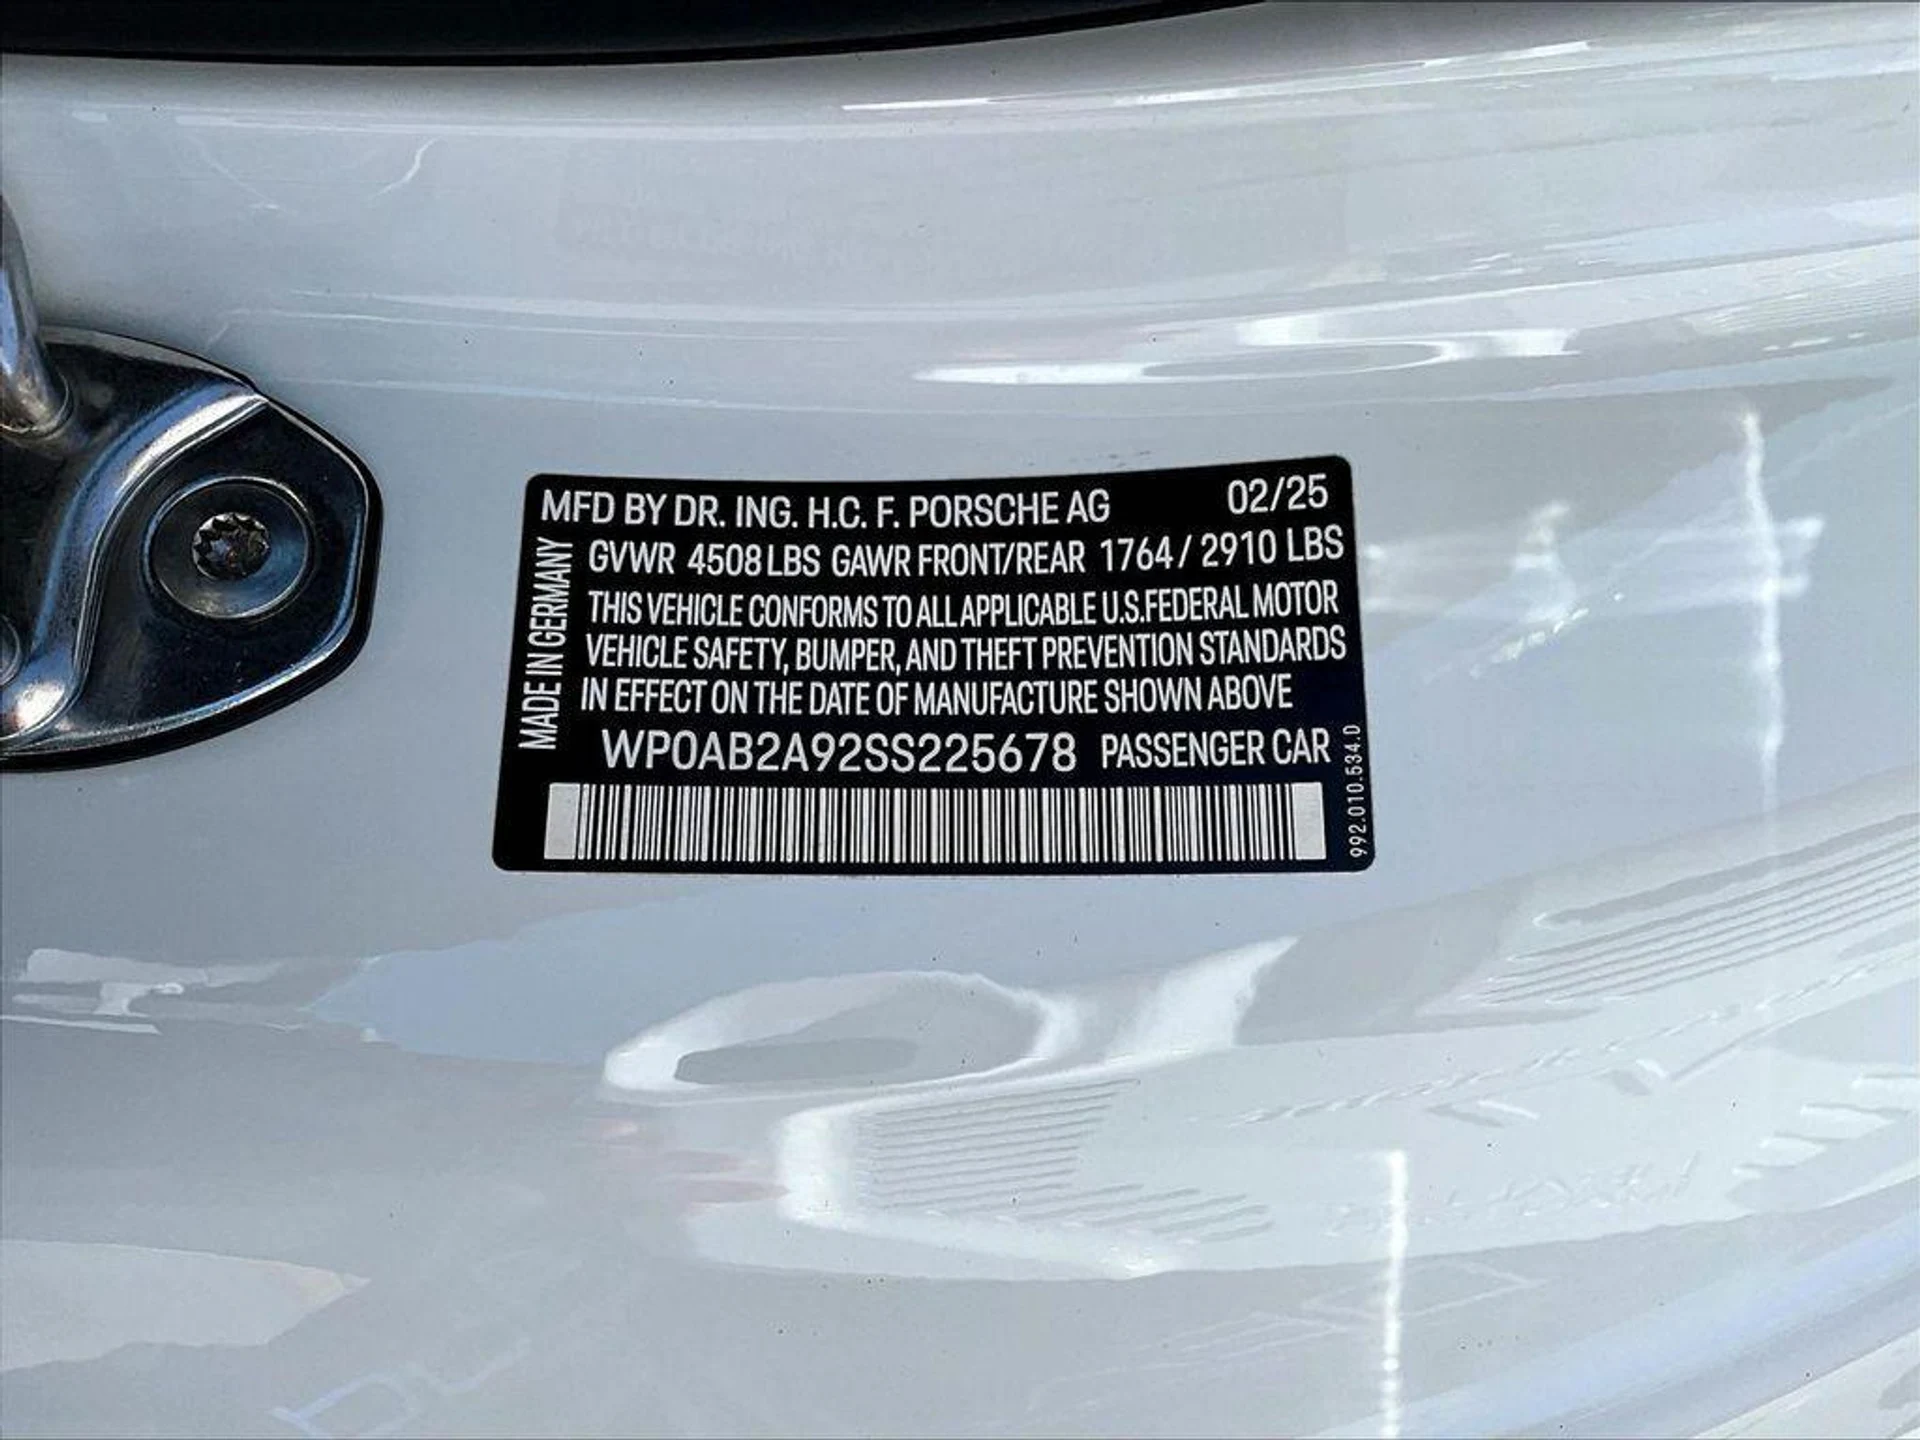 MFD BY DR. ING. H.C. F. PORSCHE AG 02/25
GVWR 4508 LBS GAWR FRONT/REAR 1764 / 2910 LBS
THIS VEHICLE CONFORMS TO ALL APPLICABLE U.S.FEDERAL MOTOR
VEHICLE SAFETY, BUMPER, AND THEFT PREVENTION STANDARDS
IN EFFECT ON THE DATE OF MANUFACTURE SHOWN ABOVE
WP0AB2A92SS225678 PASSENGER CAR
MADE IN GERMANY
992.010.534.0